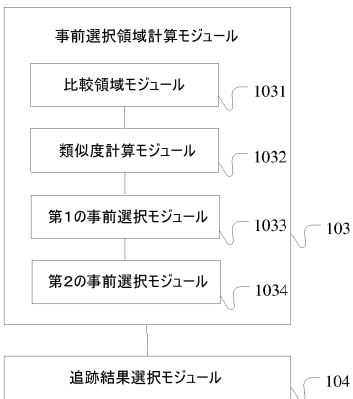 事前選択領域計算モジュール
比較領域モジュール
1031
類似度計算モジュール
1032
第1の事前選択モジュール
1033
103
第2の事前選択モジュール
1034
追跡結果選択モジュール
104